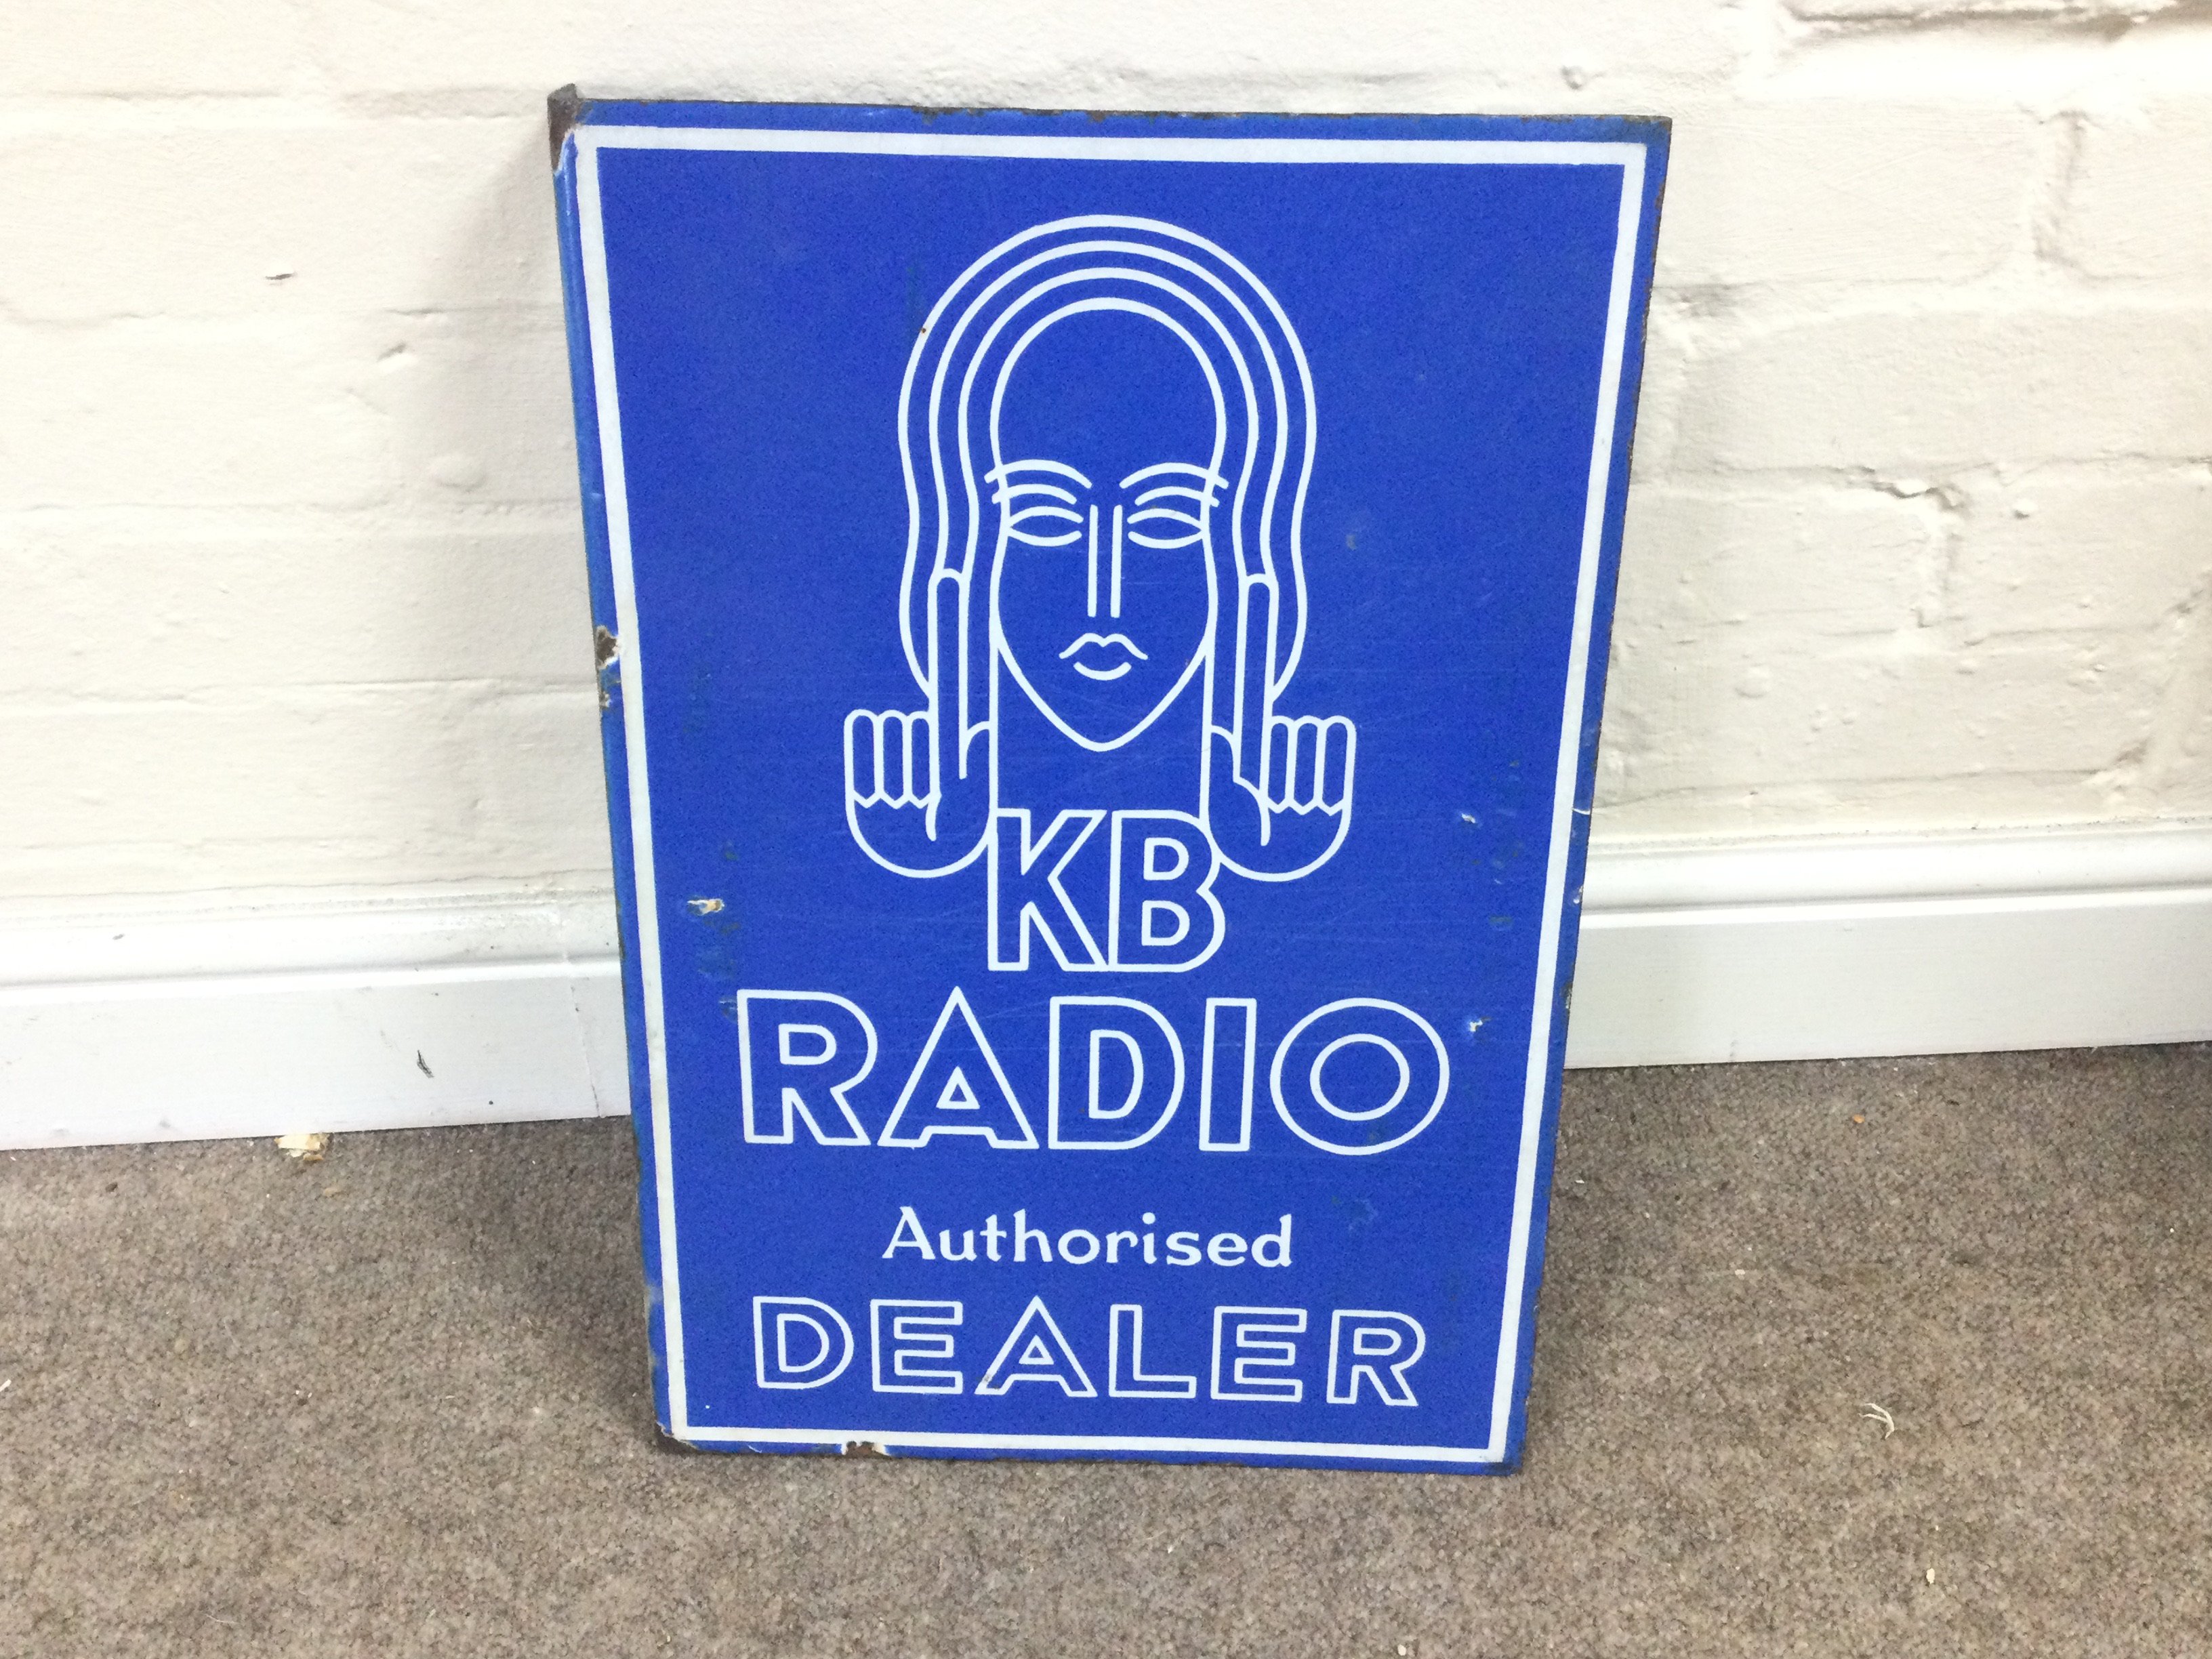 KB
RADIO
Authorised
DEALER